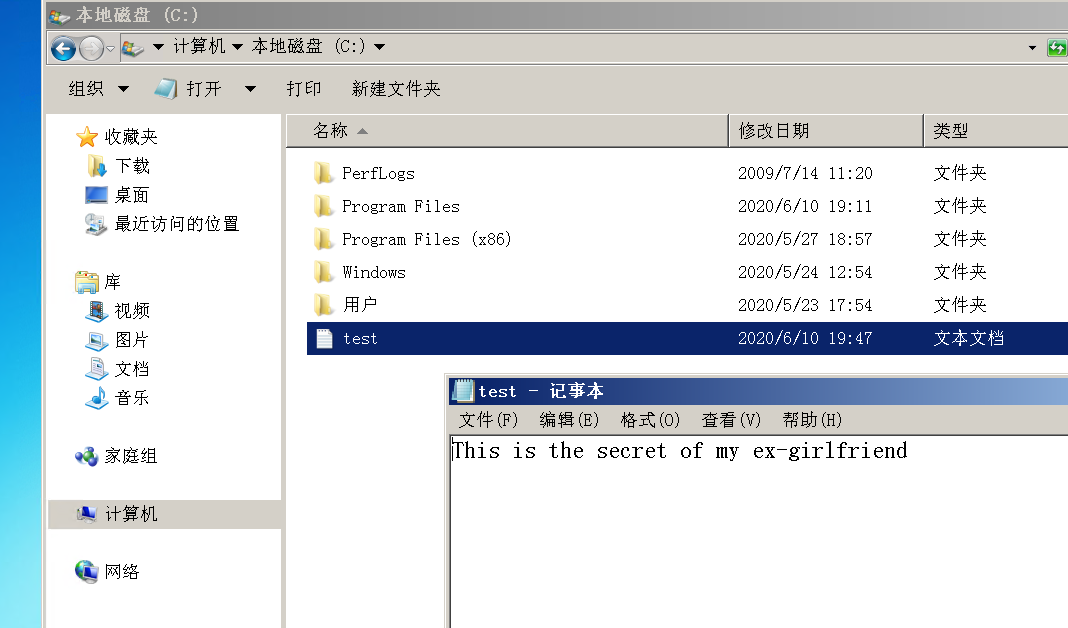 本地磁盘 (C:)
计算机 本地磁盘 (C:)
组织 打开 打印 新建文件夹
收藏夹
下载
桌面
最近访问的位置
库
视频
图片
文档
音乐
家庭组
计算机
网络
名称 修改日期 类型
PerfLogs 2009/7/14 11:20 文件夹
Program Files 2020/6/10 19:11 文件夹
Program Files (x86) 2020/5/27 18:57 文件夹
Windows 2020/5/24 12:54 文件夹
用户 2020/5/23 17:54 文件夹
test 2020/6/10 19:47 文本文档
test - 记事本
文件(F) 编辑(E) 格式(O) 查看(V) 帮助(H)
This is the secret of my ex-girlfriend